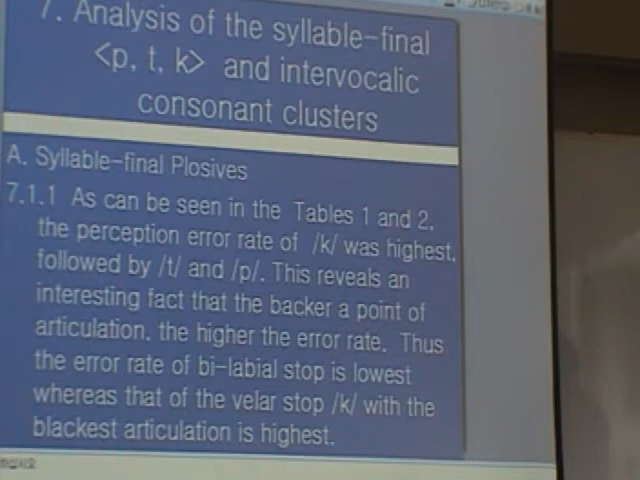 7. Analysis of the syllable-final
<p, t, k> and intervocalic
consonant clusters
A. Syllable-final Plosives
7.1.1 As can be seen in the Tables 1 and 2,
the perception error rate of /k/ was highest,
followed by /t/ and /p/. This reveals an
interesting fact that the backer a point of
articulation, the higher the error rate. Thus
the error rate of bi-labial stop is lowest
whereas that of the velar stop /k/ with the
blackest articulation is highest.